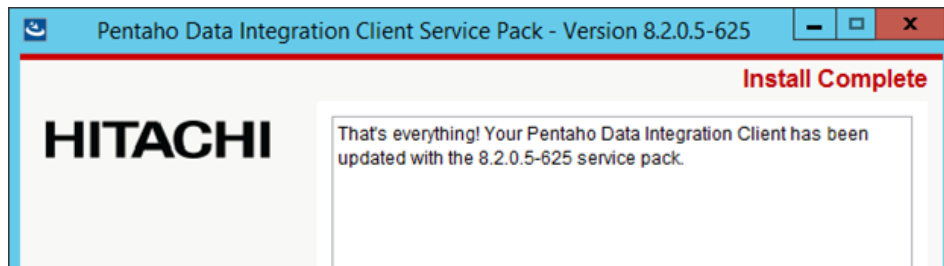 Pentaho Data Integration Client Service Pack - Version 8.2.0.5-625
Install Complete
HITACHI
That's everything! Your Pentaho Data Integration Client has been
updated with the 8.2.0.5-625 service pack.